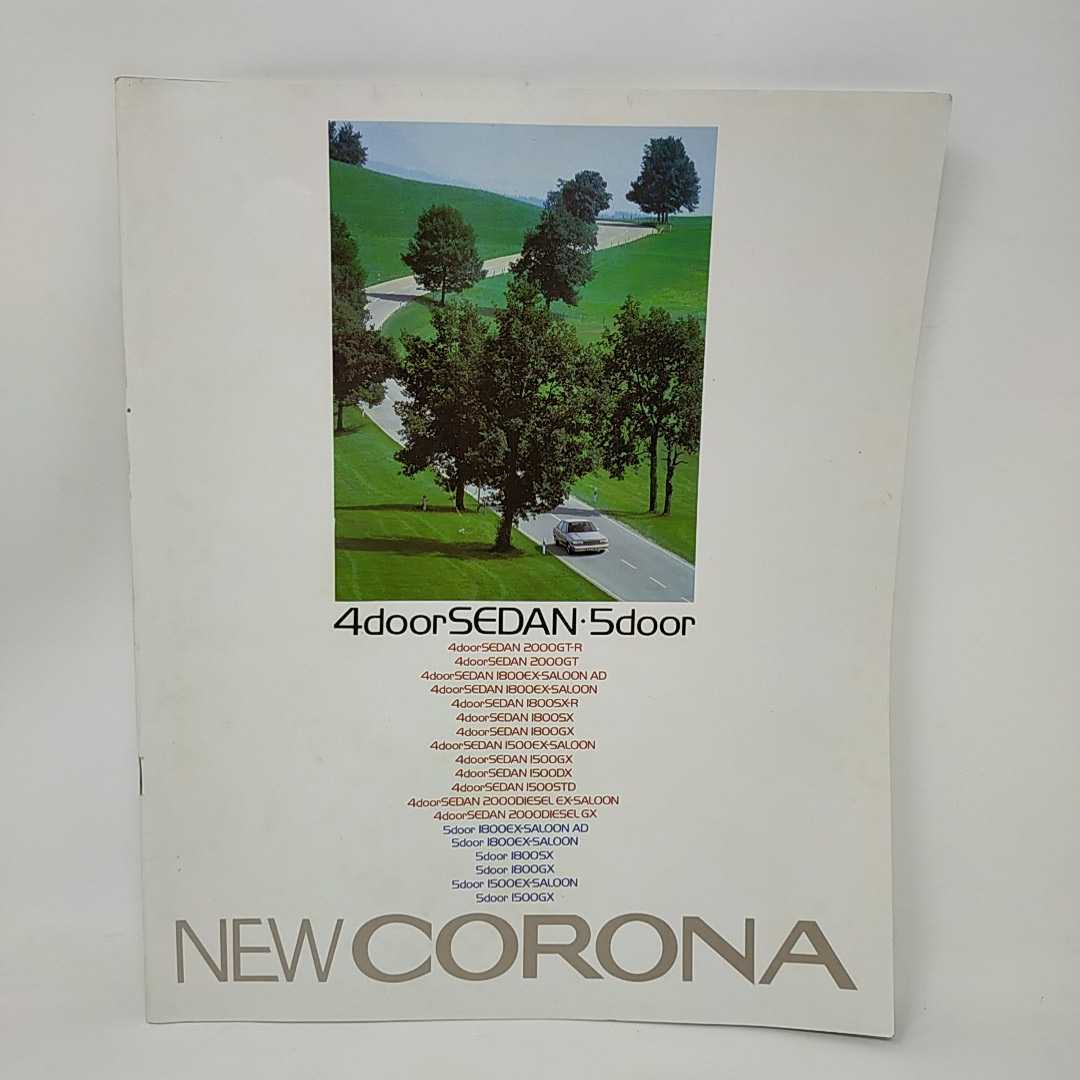 4doorSEDAN·5door
4doorSEDAN 2000GT-R
4doorSEDAN 2000GT
4doorSEDAN 1800EX-SALOON AD
4doorSEDAN 1800EX-SALOON
4doorSEDAN 1800SX-R
4doorSEDAN 1800SX
4doorSEDAN 1800GX
4doorSEDAN 1500EX-SALOON
4doorSEDAN 1500GX
4doorSEDAN 1500DX
4doorSEDAN 1500STD
4doorSEDAN 2000DIESEL EX-SALOON
4doorSEDAN 2000DIESEL GX
5door 1800EX-SALOON AD
5door 1800EX-SALOON
5door 1800SX
5door 1800GX
5door 1500EX-SALOON
5door 1500GX
NEW CORONA